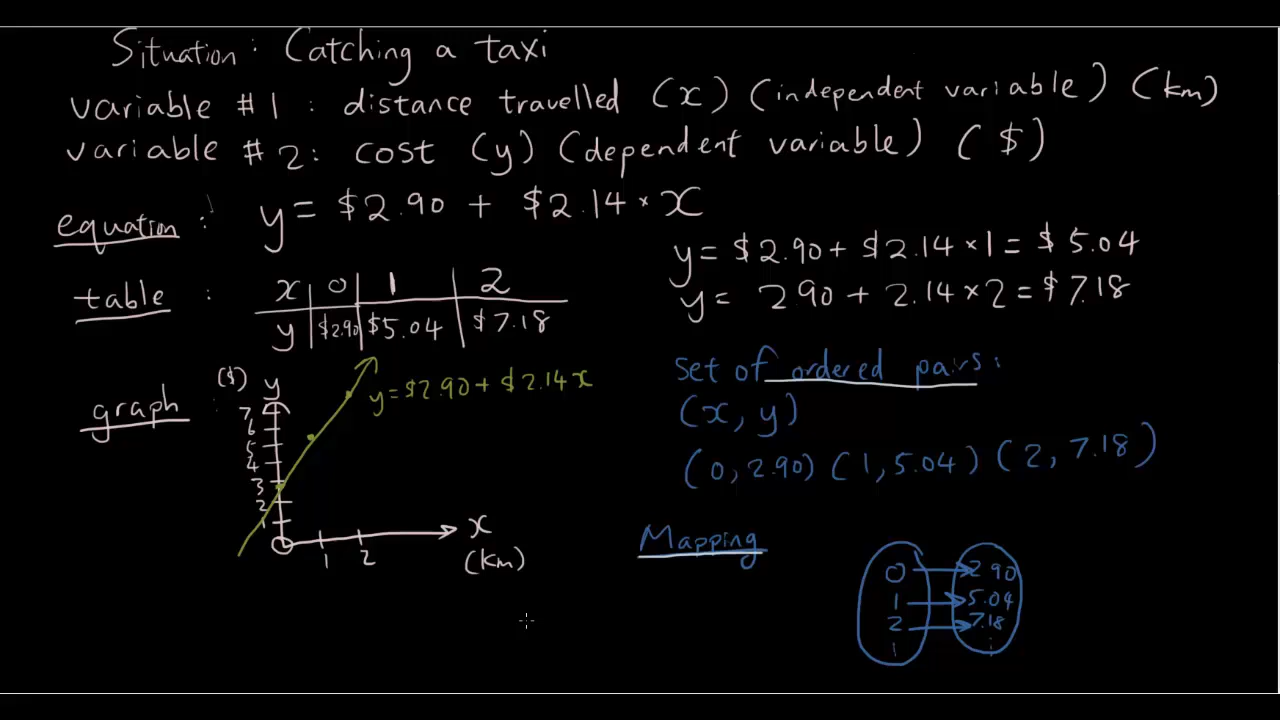 Situation: Catching a taxi
variable #1: distance travelled (x) (independent variable) (km)
variable #2: cost (y) (dependent variable) ($)
equation: y = $2.90 + $2.14 × x
y = $2.90 + $2.14 × 1 = $5.04
y = 2.90 + 2.14 × 2 = $7.18
table:
x 0 1 2
y $2.90 $5.04 $7.18
graph:
($) y
7
6
5
4
3
2
1
y = $2.90 + $2.14 x
1 2
x
(km)
set of ordered pairs:
(x, y)
(0, 2.90) (1, 5.04) (2, 7.18)
Mapping
0 2.90
1 5.04
2 7.18